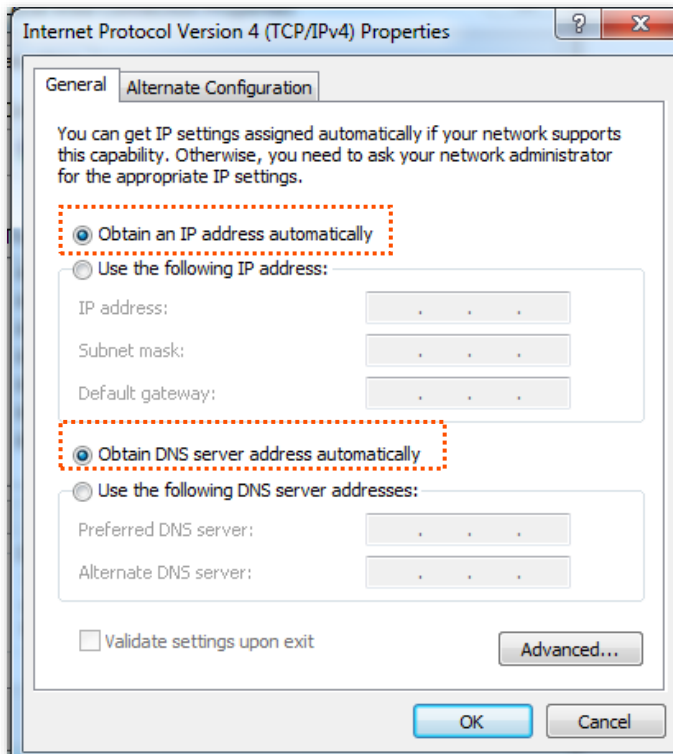 Internet Protocol Version 4 (TCP/IPv4) Properties
?
X
General
Alternate Configuration
You can get IP settings assigned automatically if your network supports
this capability. Otherwise, you need to ask your network administrator
for the appropriate IP settings.
Obtain an IP address automatically
Use the following IP address:
IP address:
Subnet mask:
Default gateway:
Obtain DNS server address automatically
Use the following DNS server addresses:
Preferred DNS server:
Alternate DNS server:
Validate settings upon exit
Advanced...
OK
Cancel